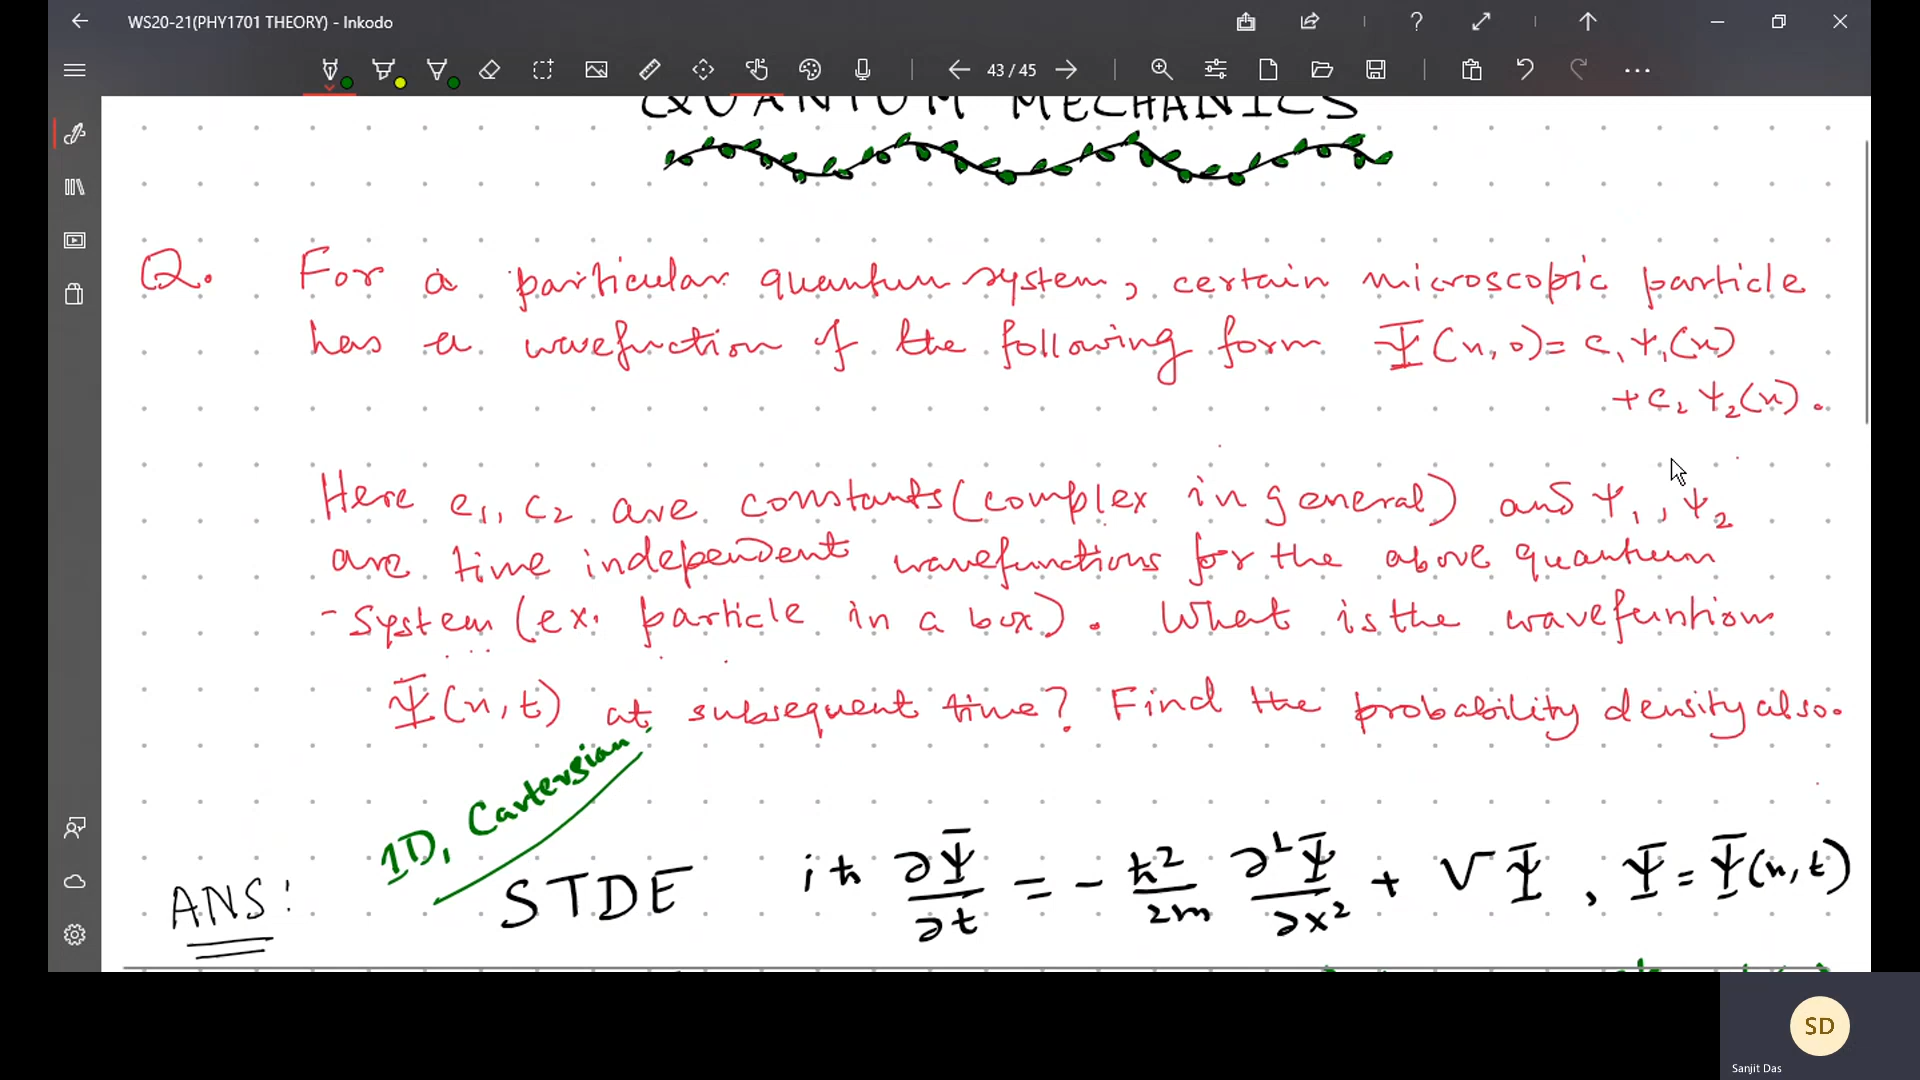 WS20-21(PHY1701 THEORY) - Inkodo
43 / 45
QUANTUM MECHANICS
Q. For a particular quantum system, certain microscopic particle
has a wavefunction of the following form Ψ(x,0)= c₁ψ₁(x)
+ c₂ψ₂(x).
Here c₁, c₂ are constants (complex in general) and ψ₁, ψ₂
are time independent wavefunctions for the above quantum
- system (ex. particle in a box). What is the wavefuntion
Ψ(x,t) at subsequent time? Find the probability density also.
1D, Cartersian
ANS: STDE iħ ∂Ψ/∂t = - ħ²/2m ∂²Ψ/∂x² + VΨ, Ψ = Ψ(x,t)
SD
Sanjit Das